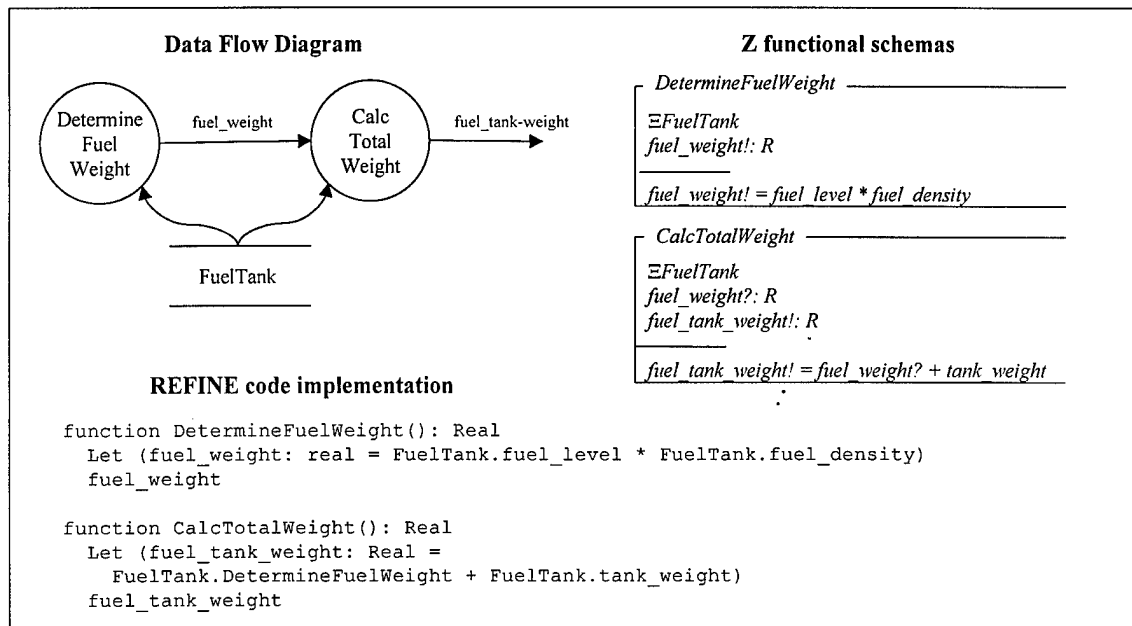 Data Flow Diagram
Determine
Fuel
Weight
fuel_weight
Calc
Total
Weight
fuel_tank-weight
FuelTank
Z functional schemas
DetermineFuelWeight
ΞFuelTank
fuel_weight!: R
fuel_weight! = fuel_level * fuel_density
CalcTotalWeight
ΞFuelTank
fuel_weight?: R
fuel_tank_weight!: R
fuel_tank_weight! = fuel_weight? + tank_weight
REFINE code implementation
function DetermineFuelWeight(): Real
Let (fuel_weight: real = FuelTank.fuel_level * FuelTank.fuel_density)
fuel_weight
function CalcTotalWeight(): Real
Let (fuel_tank_weight: Real =
FuelTank.DetermineFuelWeight + FuelTank.tank_weight)
fuel_tank_weight